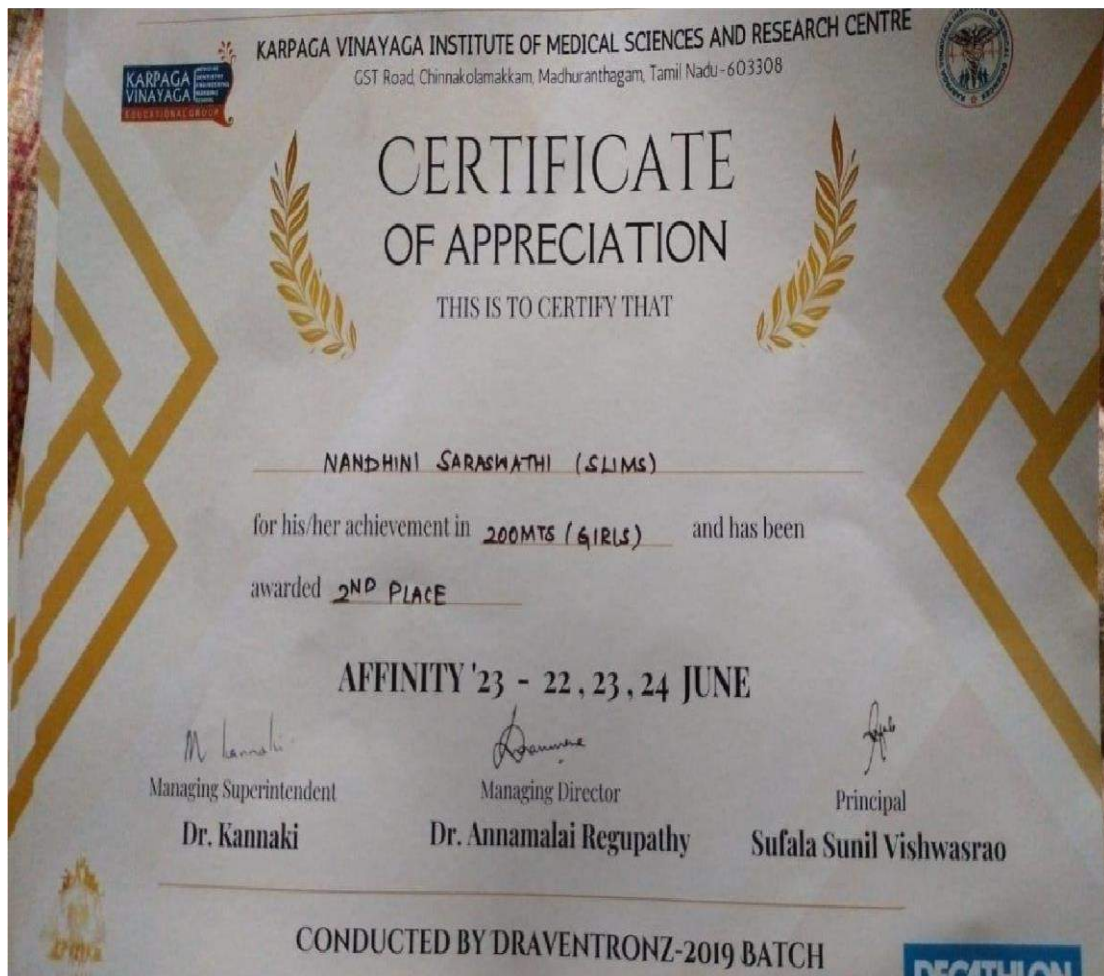 KARPAGA VINAYAGA INSTITUTE OF MEDICAL SCIENCES AND RESEARCH CENTRE
GST Road, Chinnakolamakkam, Madhuranthagam, Tamil Nadu-603308
KARPAGA
VINAYAGA
EDUCATIONAL GROUP
CERTIFICATE
OF APPRECIATION
THIS IS TO CERTIFY THAT
NANDHINI SARASWATHI (SLIMS)
for his/her achievement in 200MTS (GIRLS) and has been
awarded 2ND PLACE
AFFINITY '23 - 22, 23, 24 JUNE
M Kannaki
Managing Superintendent Managing Director Principal
Dr. Kannaki Dr. Annamalai Regupathy Sufala Sunil Vishwasrao
CONDUCTED BY DRAVENTRONZ-2019 BATCH
DECATHLON